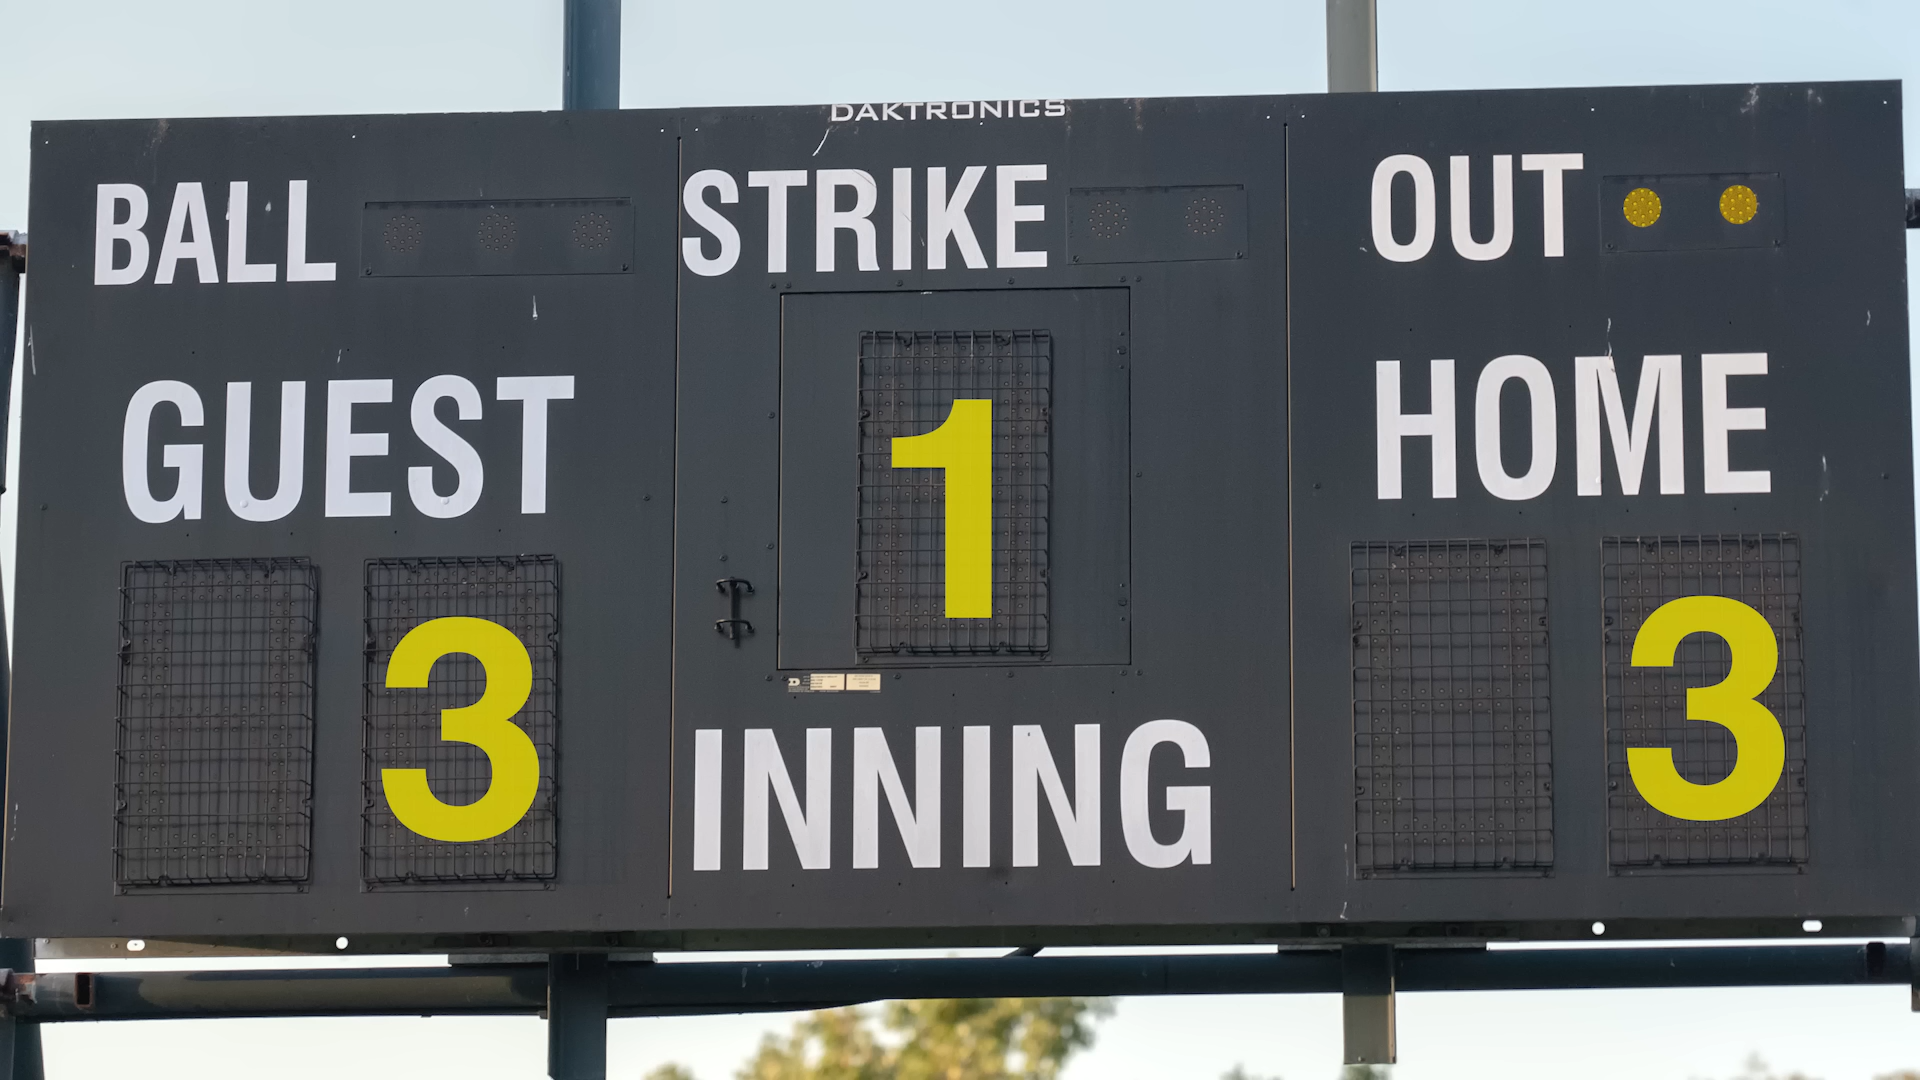 DAKTRONICS
BALL STRIKE OUT
GUEST 1 HOME
3 3
INNING